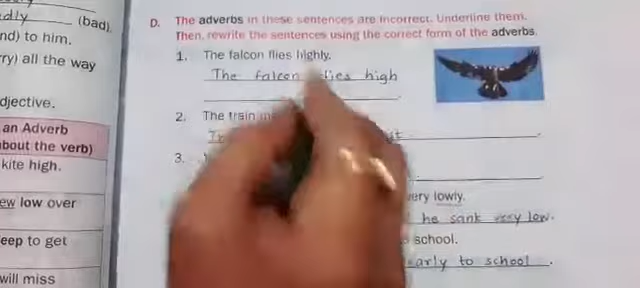 dly (bad).
nd) to him.
ry) all the way
djective.
an Adverb
bout the verb)
kite high.
ew low over
eep to get
will miss
D. The adverbs in these sentences are incorrect. Underline them.
Then, rewrite the sentences using the correct form of the adverbs.
1. The falcon flies highly.
The falcon flies high
2. The train
3.
very lowly.
he sank very low.
school.
early to school.